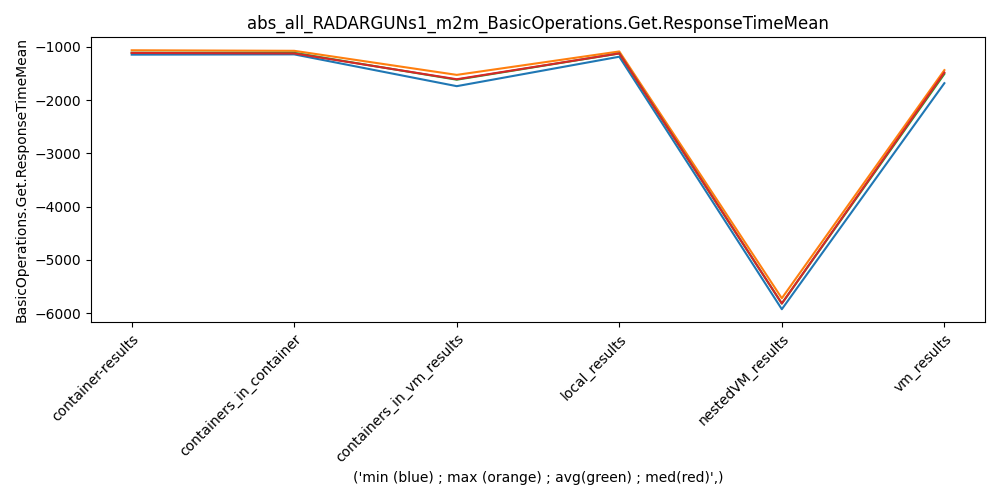 abs_all_RADARGUNs1_m2m_BasicOperations.Get.ResponseTimeMean
BasicOperations.Get.ResponseTimeMean
−1000
−2000
−3000
−4000
−5000
−6000
container-results
containers_in_container
containers_in_vm_results
local_results
nestedVM_results
vm_results
('min (blue) ; max (orange) ; avg(green) ; med(red)',)